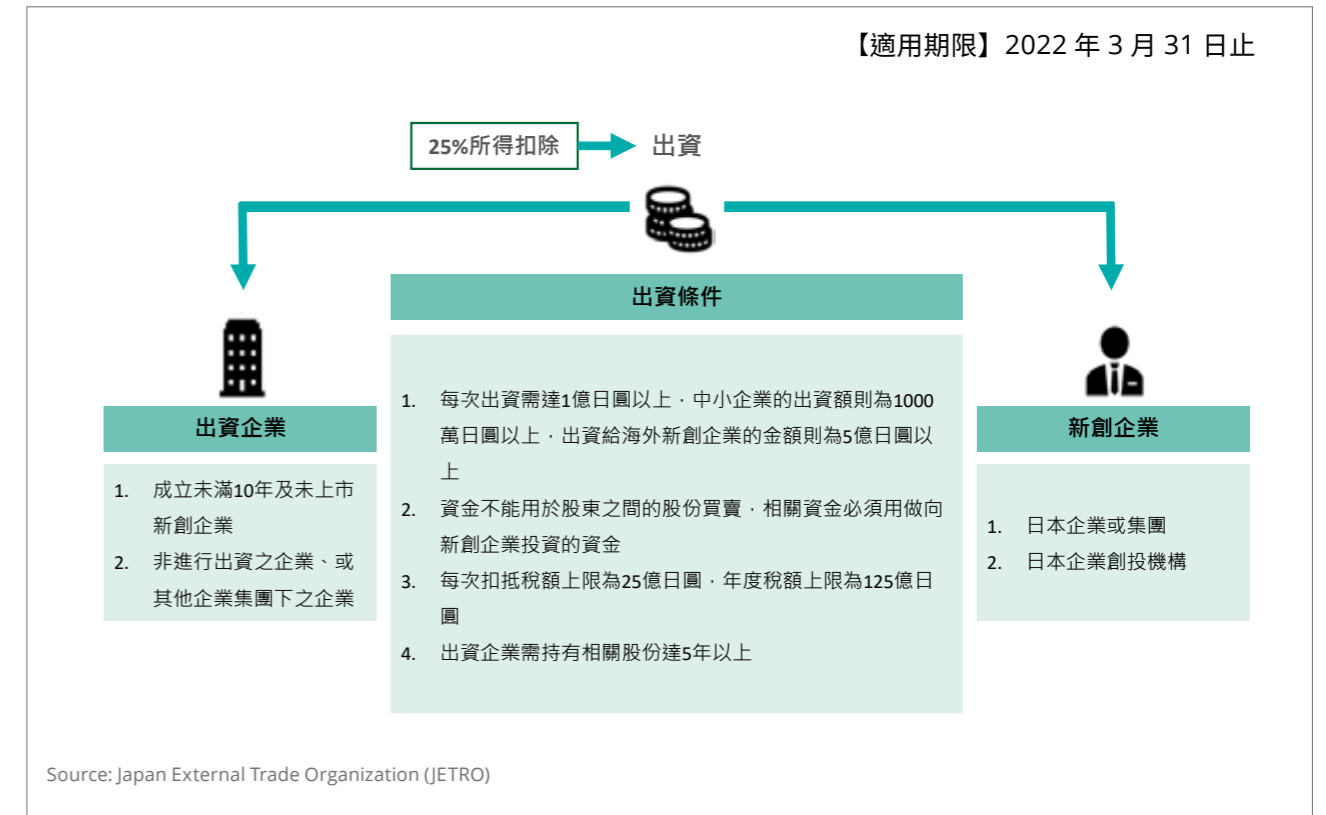 【適用期限】2022 年 3 月 31 日止
25%所得扣除
出資
出資企業
1. 成立未滿10年及未上市
新創企業
2. 非進行出資之企業、或
其他企業集團下之企業
出資條件
1. 每次出資需達1億日圓以上，中小企業的出資額則為1000
萬日圓以上，出資給海外新創企業的金額則為5億日圓以
上
2. 資金不能用於股東之間的股份買賣，相關資金必須用做向
新創企業投資的資金
3. 每次扣抵稅額上限為25億日圓，年度稅額上限為125億日
圓
4. 出資企業需持有相關股份達5年以上
新創企業
1. 日本企業或集團
2. 日本企業創投機構
Source: Japan External Trade Organization (JETRO)